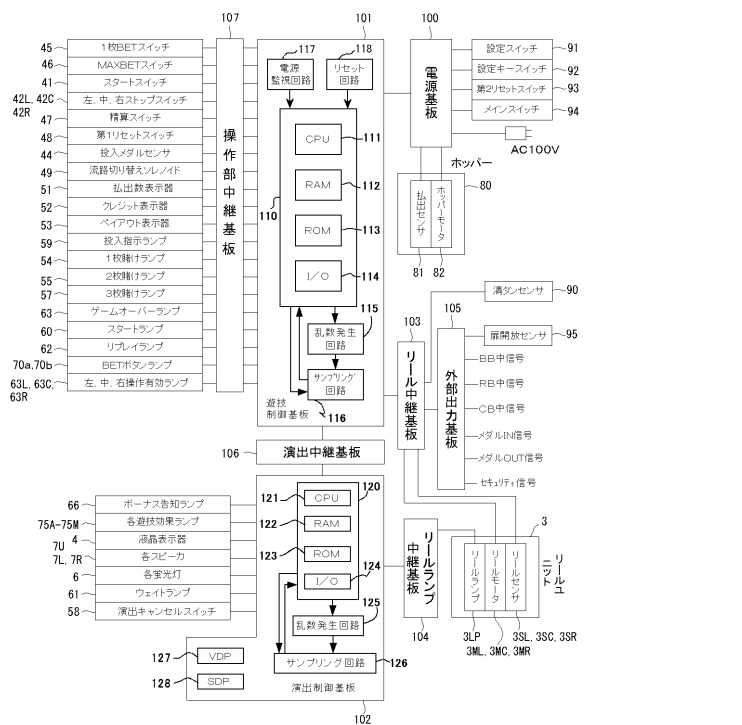 107
101
100
45
1枚BETスイッチ
46
MAXBETスイッチ
41
スタートスイッチ
42L, 42C
42R
左、中、右ストップスイッチ
47
精算スイッチ
48
第1リセットスイッチ
44
投入メダルセンサ
49
流路切り替えソレノイド
51
払出数表示器
52
クレジット表示器
53
ペイアウト表示器
59
投入指示ランプ
54
1枚賭けランプ
55
2枚賭けランプ
57
3枚賭けランプ
63
ゲームオーバーランプ
60
スタートランプ
62
リプレイランプ
70a,70b
BETボタンランプ
63L, 63C,
63R
左、中、右操作有効ランプ
操作部中継基板
117
118
電源
監視回路
リセット
回路
110
CPU
111
RAM
112
ROM
113
I/O
114
115
乱数発生
回路
サンプリング
回路
116
遊技
制御基板
電源基板
設定スイッチ
91
設定キースイッチ
92
第2リセットスイッチ
93
メインスイッチ
94
AC100V
ホッパー
80
払出センサ
ホッパーモータ
81
82
満タンセンサ
90
103
リール中継基板
105
外部出力基板
扉開放センサ
95
BB中信号
RB中信号
CB中信号
メダルIN信号
メダルOUT信号
セキュリティ信号
106
演出中継基板
66
ボーナス告知ランプ
75A-75M
各遊技効果ランプ
4
液晶表示器
7U
7L, 7R
各スピーカ
6
各蛍光灯
61
ウェイトランプ
58
演出キャンセルスイッチ
120
121
CPU
122
RAM
123
ROM
124
I/O
125
乱数発生回路
サンプリング回路
126
127
VDP
128
SDP
演出制御基板
102
リールランプ
中継基板
104
3
リールランプ
リールモータ
リールセンサ
リールユ
ニット
3LP
3SL, 3SC, 3SR
3ML, 3MC, 3MR